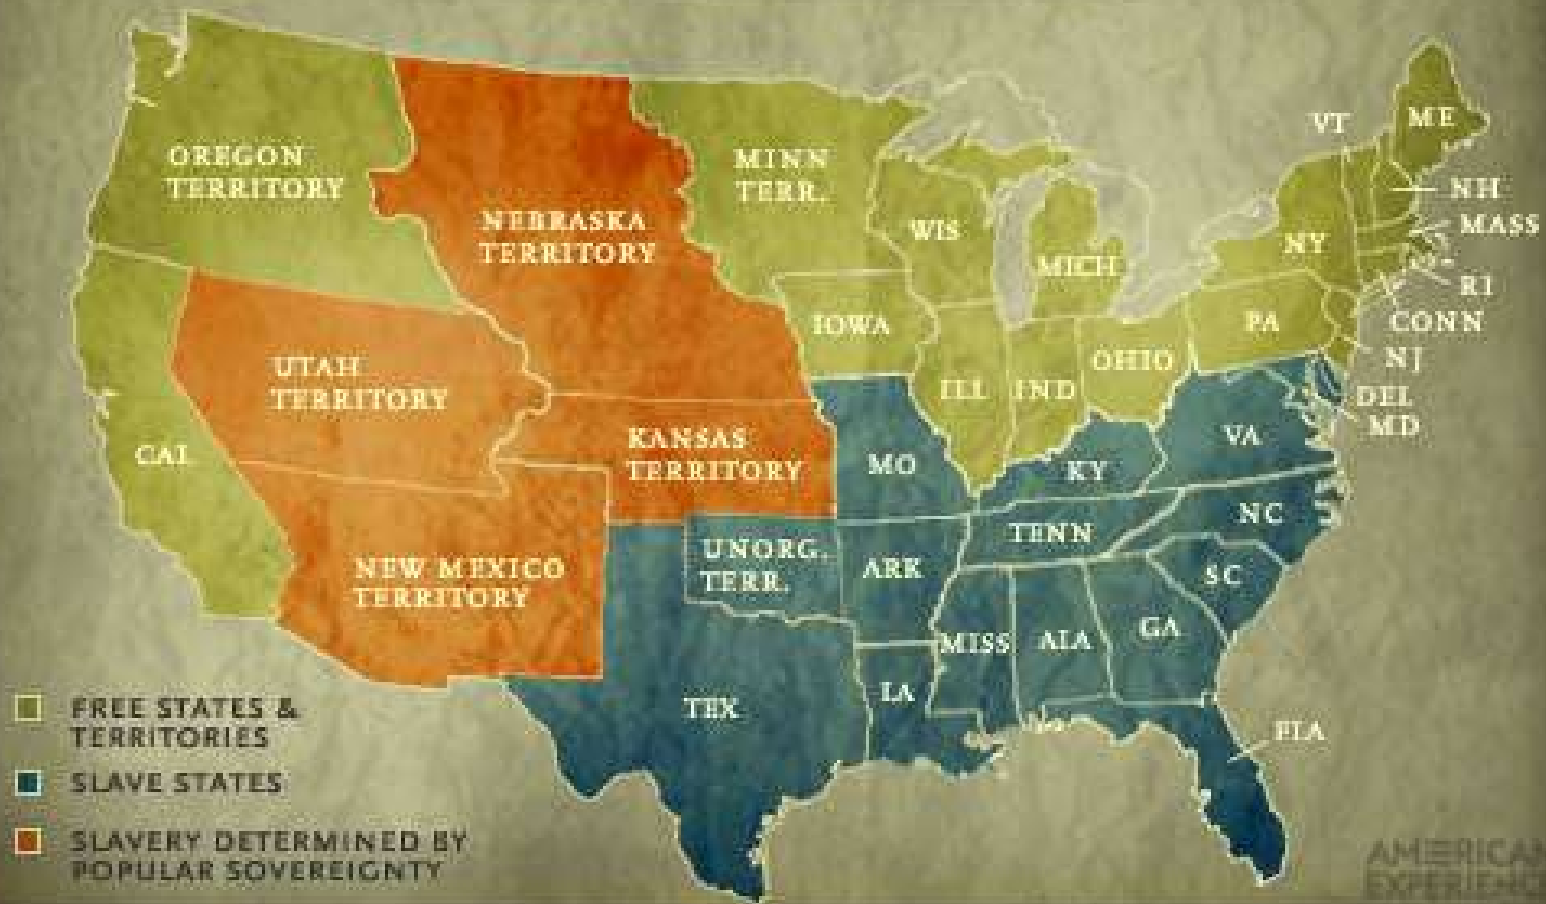 OREGON
TERRITORY
NEBRASKA
TERRITORY
MINN
TERR.
WIS
MICH
VT
ME
NH
MASS
NY
RI
CONN
NJ
PA
DEL
MD
IOWA
ILL
IND
OHIO
UTAH
TERRITORY
CAL
KANSAS
TERRITORY
MO
KY
VA
NC
TENN
NEW MEXICO
TERRITORY
UNORG.
TERR.
ARK
SC
MISS
ALA
GA
LA
TEX
FLA
FREE STATES &
TERRITORIES
SLAVE STATES
SLAVERY DETERMINED BY
POPULAR SOVEREIGNTY
AMERICAN
EXPERIENCE